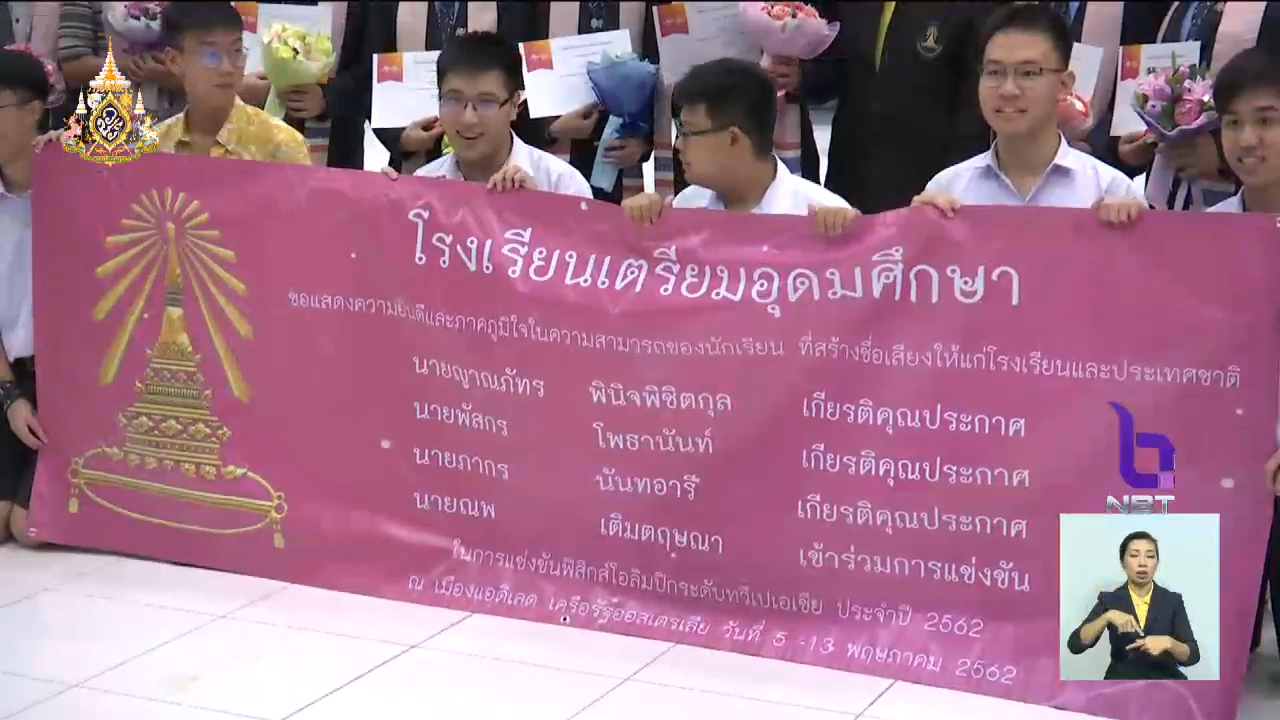 โรงเรียนเตรียมอุดมศึกษา
ขอแสดงความยินดีและภาคภูมิใจในความสามารถของนักเรียน ที่สร้างชื่อเสียงให้แก่โรงเรียนและประเทศชาติ
นายญาณภัทร พินิจพิชิตกุล เกียรติคุณประกาศ
นายพัสกร โพธานันท์ เกียรติคุณประกาศ
นายภากร นันทอารี เกียรติคุณประกาศ
นายณพ เติมตฤษณา เข้าร่วมการแข่งขัน
ในการแข่งขันฟิสิกส์โอลิมปิกระดับทวีปเอเชีย ประจำปี 2562
ณ เมืองแอดิเลด เครือรัฐออสเตรเลีย วันที่ 5 -13 พฤษภาคม 2562
NBT